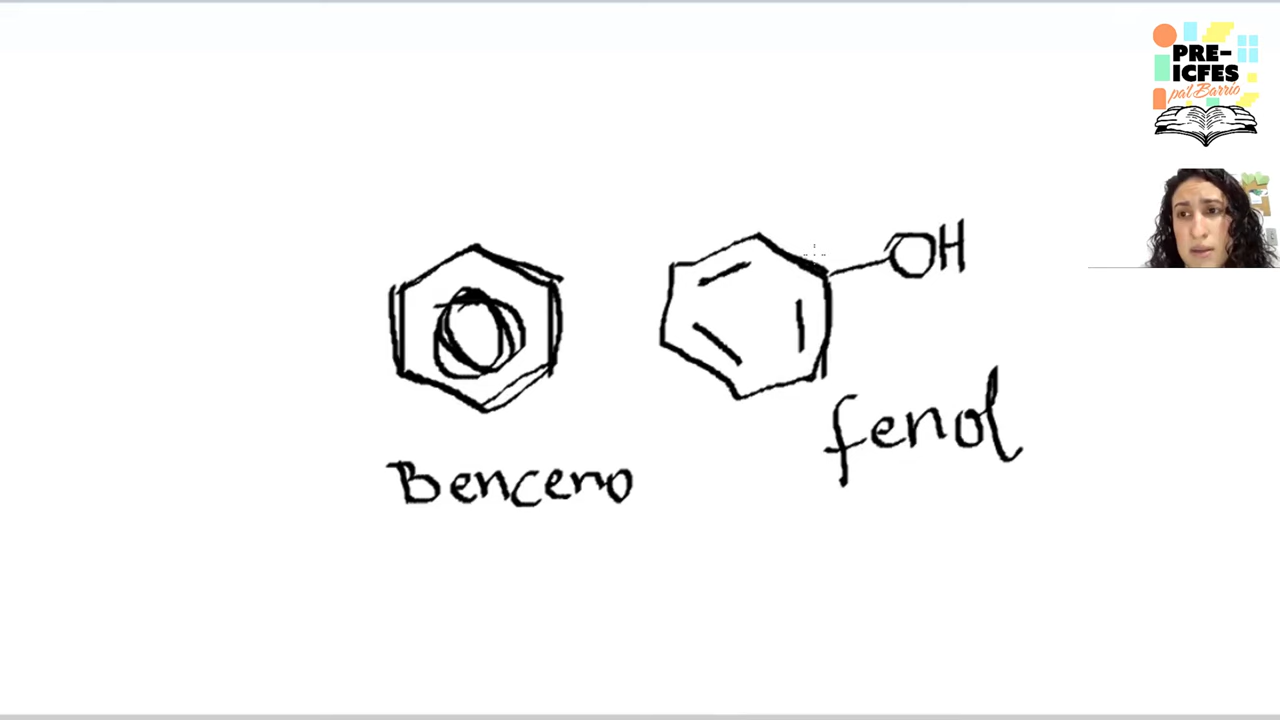 PRE-
ICFES
pa'l Barrio
OH
fenol
Benceno